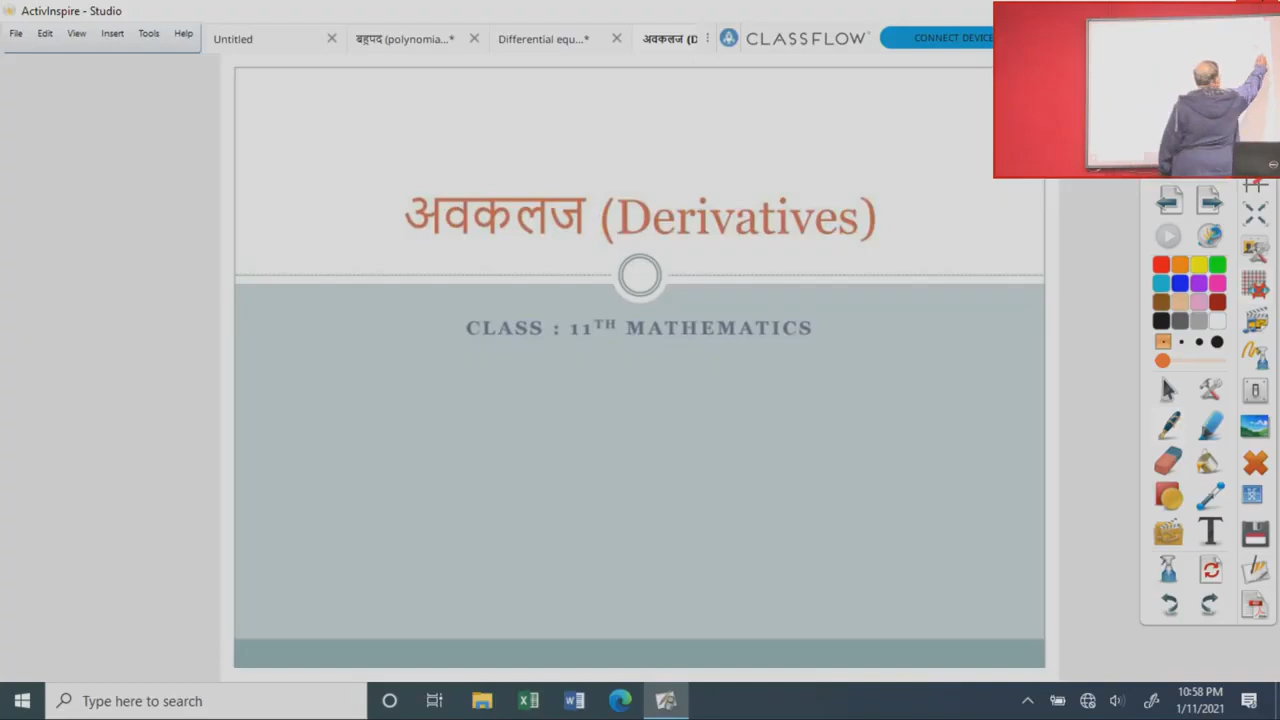 ActivInspire - Studio
File Edit View Insert Tools Help
Untitled
बहुपद (polynomia...*
Differential equ...*
अवकलज (D
CLASSFLOW
CONNECT DEVICE
अवकलज (Derivatives)
CLASS : 11TH MATHEMATICS
T
Type here to search
10:58 PM
1/11/2021